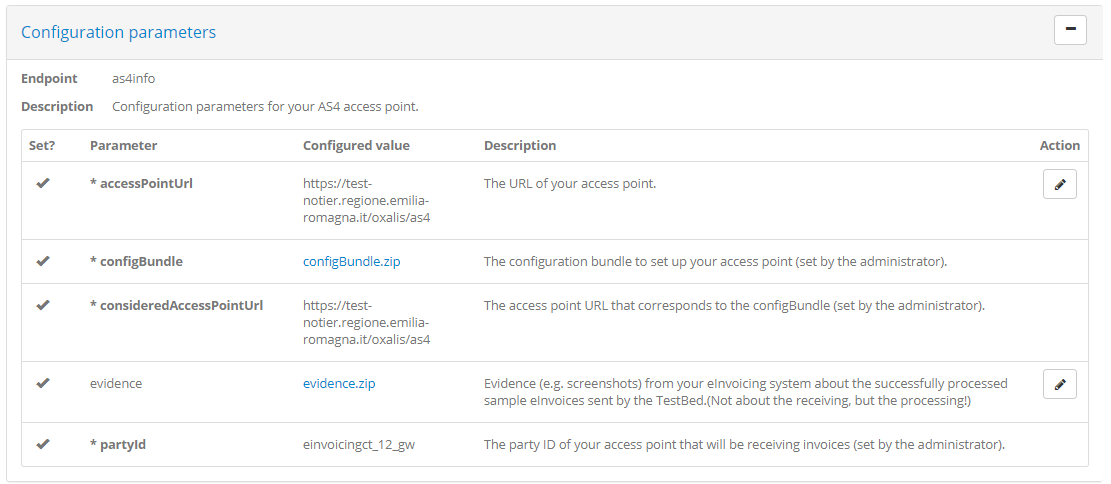 Configuration parameters
Endpoint as4info
Description Configuration parameters for your AS4 access point.
Set? Parameter Configured value Description Action
* accessPointUrl https://test- The URL of your access point.
notier.regione.emilia-
romagna.it/oxalis/as4
* configBundle configBundle.zip The configuration bundle to set up your access point (set by the administrator).
* consideredAccessPointUrl https://test- The access point URL that corresponds to the configBundle (set by the administrator).
notier.regione.emilia-
romagna.it/oxalis/as4
evidence evidence.zip Evidence (e.g. screenshots) from your eInvoicing system about the successfully processed
sample eInvoices sent by the TestBed.(Not about the receiving, but the processing!)
* partyId einvoicingct_12_gw The party ID of your access point that will be receiving invoices (set by the administrator).